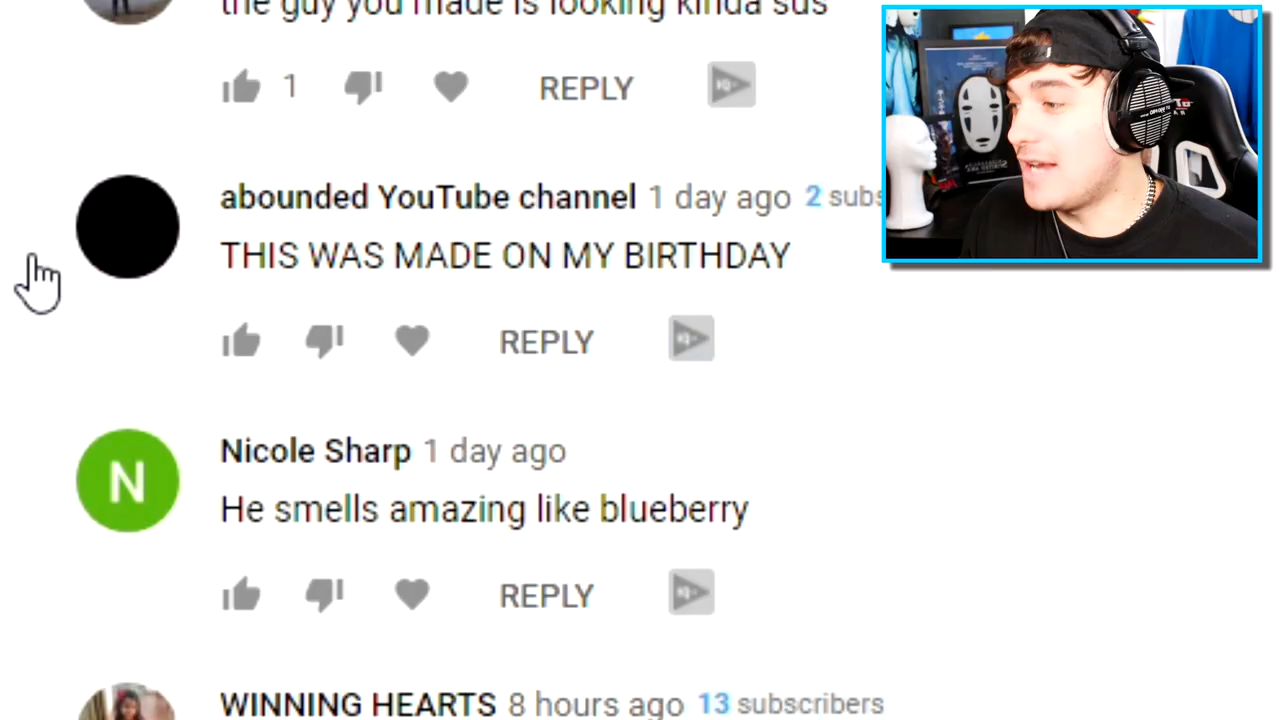 the guy you made is looking kinda sus
1 REPLY
abounded YouTube channel 1 day ago 2 subs
THIS WAS MADE ON MY BIRTHDAY
REPLY
N
Nicole Sharp 1 day ago
He smells amazing like blueberry
REPLY
WINNING HEARTS 8 hours ago 13 subscribers